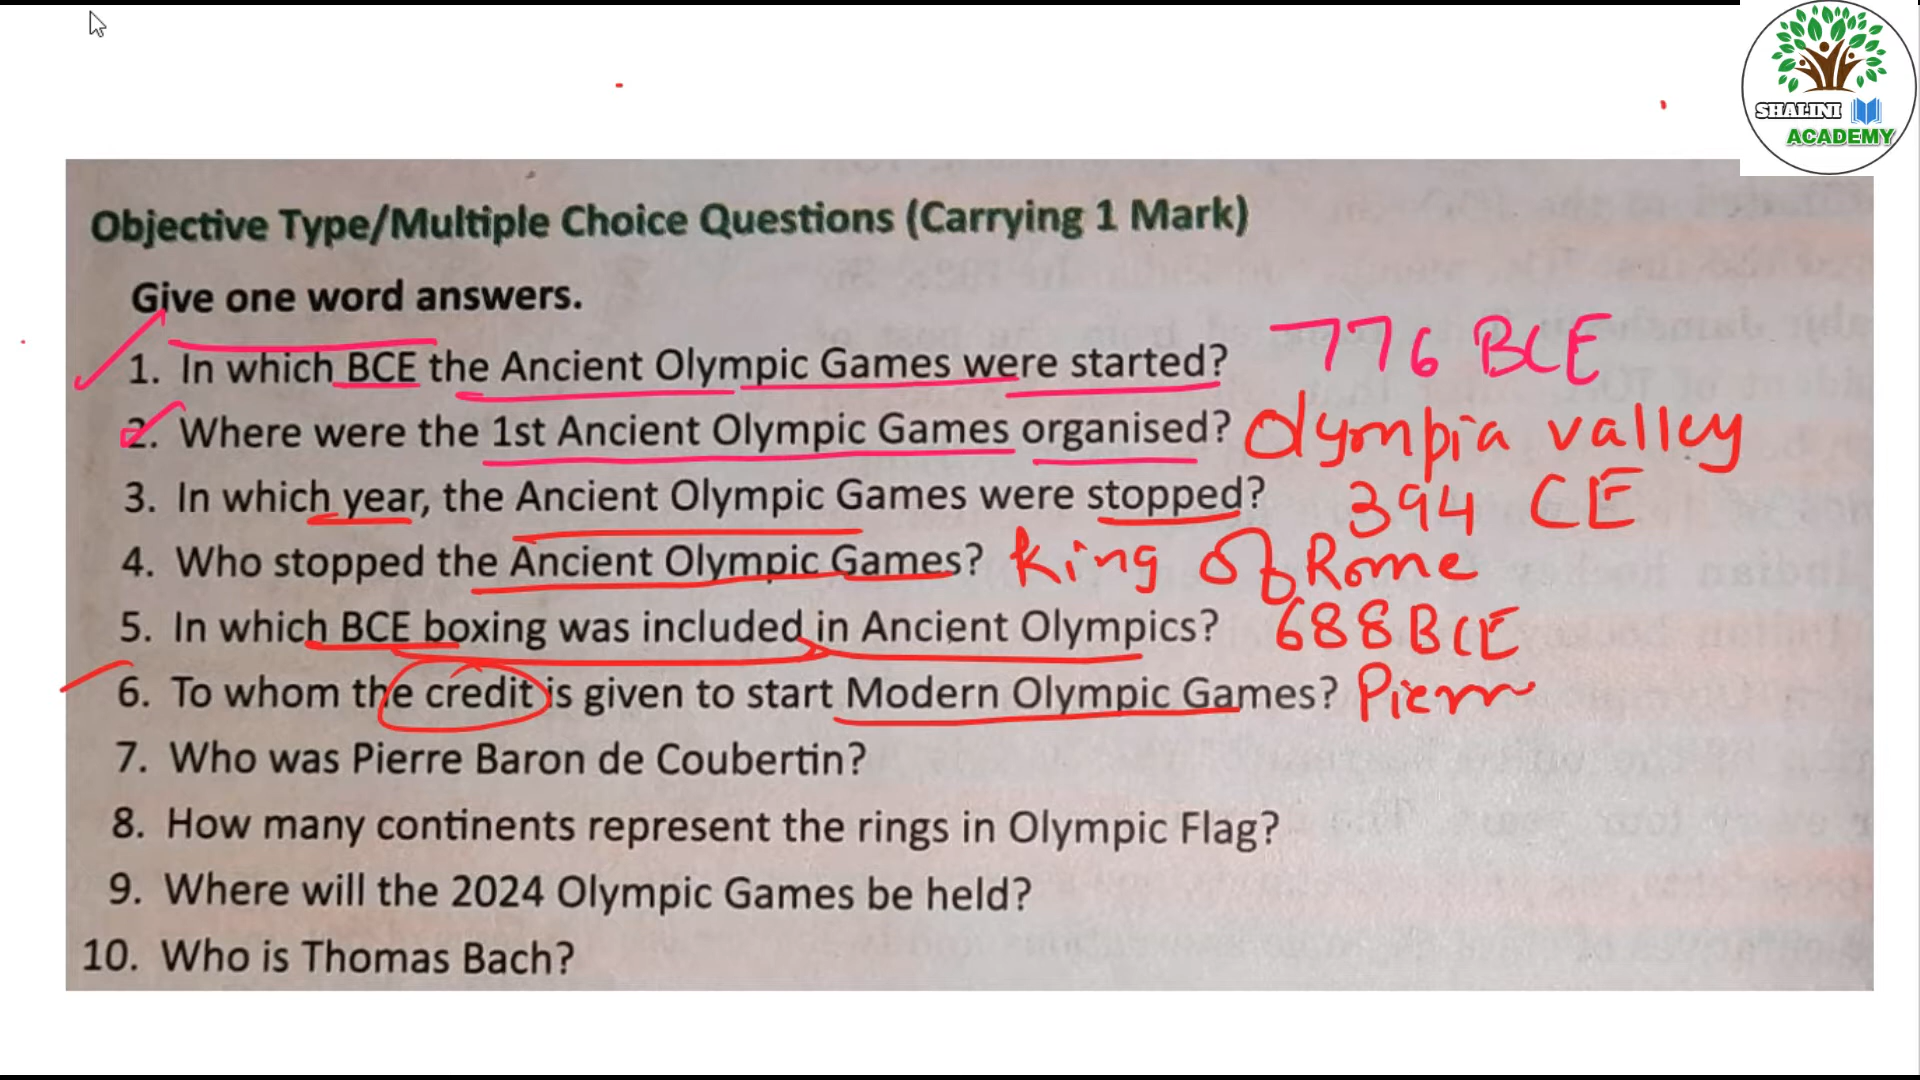 SHALINI
ACADEMY
Objective Type/Multiple Choice Questions (Carrying 1 Mark)
Give one word answers.
1. In which BCE the Ancient Olympic Games were started? 776 BCE
2. Where were the 1st Ancient Olympic Games organised? Olympia valley
3. In which year, the Ancient Olympic Games were stopped? 394 CE
4. Who stopped the Ancient Olympic Games? King of Rome
5. In which BCE boxing was included in Ancient Olympics? 688 BCE
6. To whom the credit is given to start Modern Olympic Games? Pierr
7. Who was Pierre Baron de Coubertin?
8. How many continents represent the rings in Olympic Flag?
9. Where will the 2024 Olympic Games be held?
10. Who is Thomas Bach?